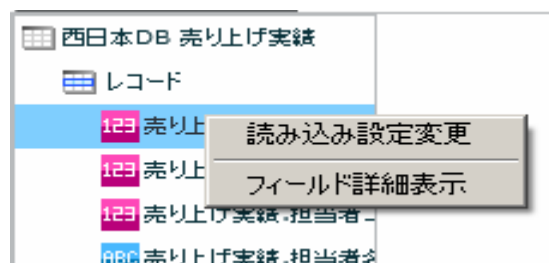 西日本DB 売り上げ実績
レコード
123 売り上
読み込み設定変更
123 売り上
フィールド詳細表示
123 売り上げ実績.担当者
ABC 売り上げ実績.担当者